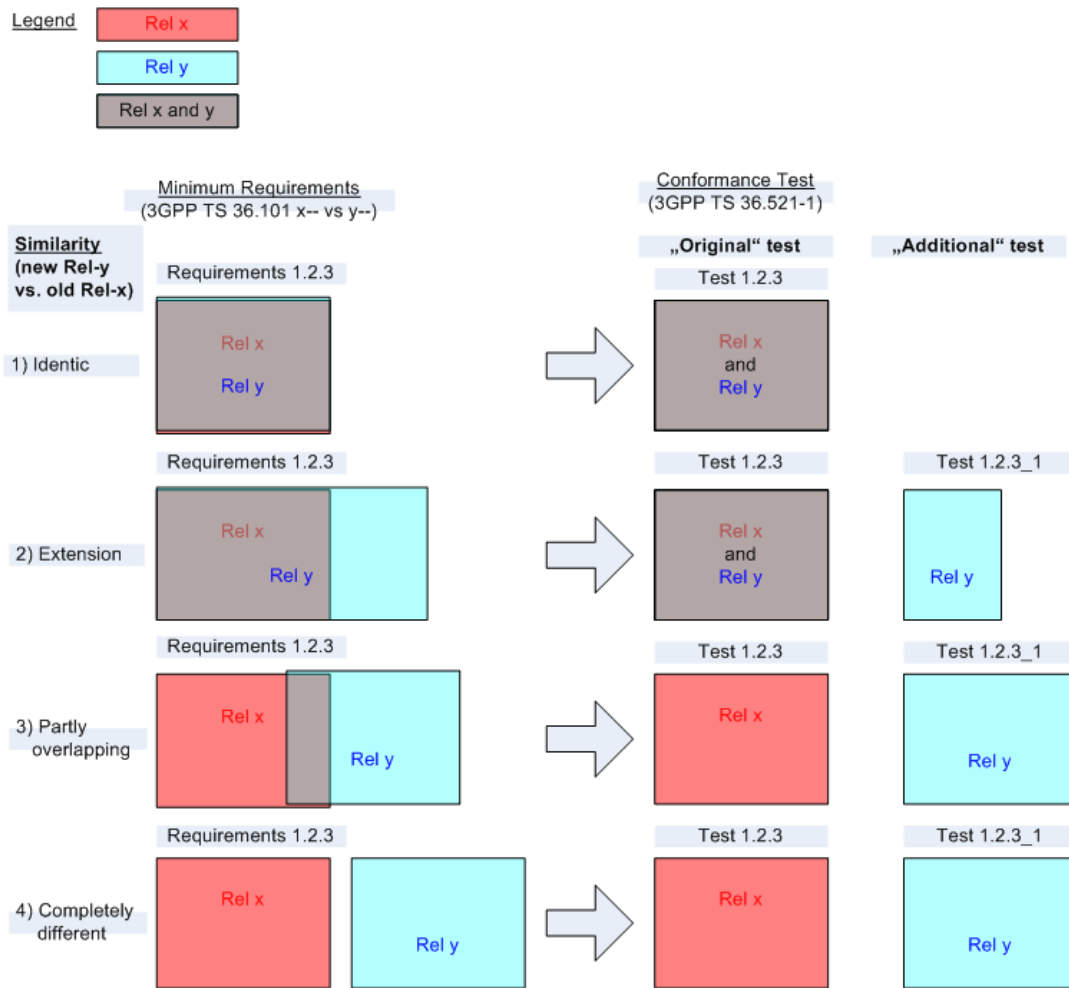 Legend
Rel x
Rel y
Rel x and y
Minimum Requirements
(3GPP TS 36.101 x-- vs y--)
Conformance Test
(3GPP TS 36.521-1)
Similarity
(new Rel-y
vs. old Rel-x)
„Original“ test
„Additional“ test
Requirements 1.2.3
Test 1.2.3
1) Identic
Rel x
Rel y
Rel x
and
Rel y
Requirements 1.2.3
Test 1.2.3
Test 1.2.3_1
2) Extension
Rel x
Rel y
Rel x
and
Rel y
Rel y
Requirements 1.2.3
Test 1.2.3
Test 1.2.3_1
3) Partly
overlapping
Rel x
Rel y
Rel x
Rel y
Requirements 1.2.3
Test 1.2.3
Test 1.2.3_1
4) Completely
different
Rel x
Rel y
Rel x
Rel y